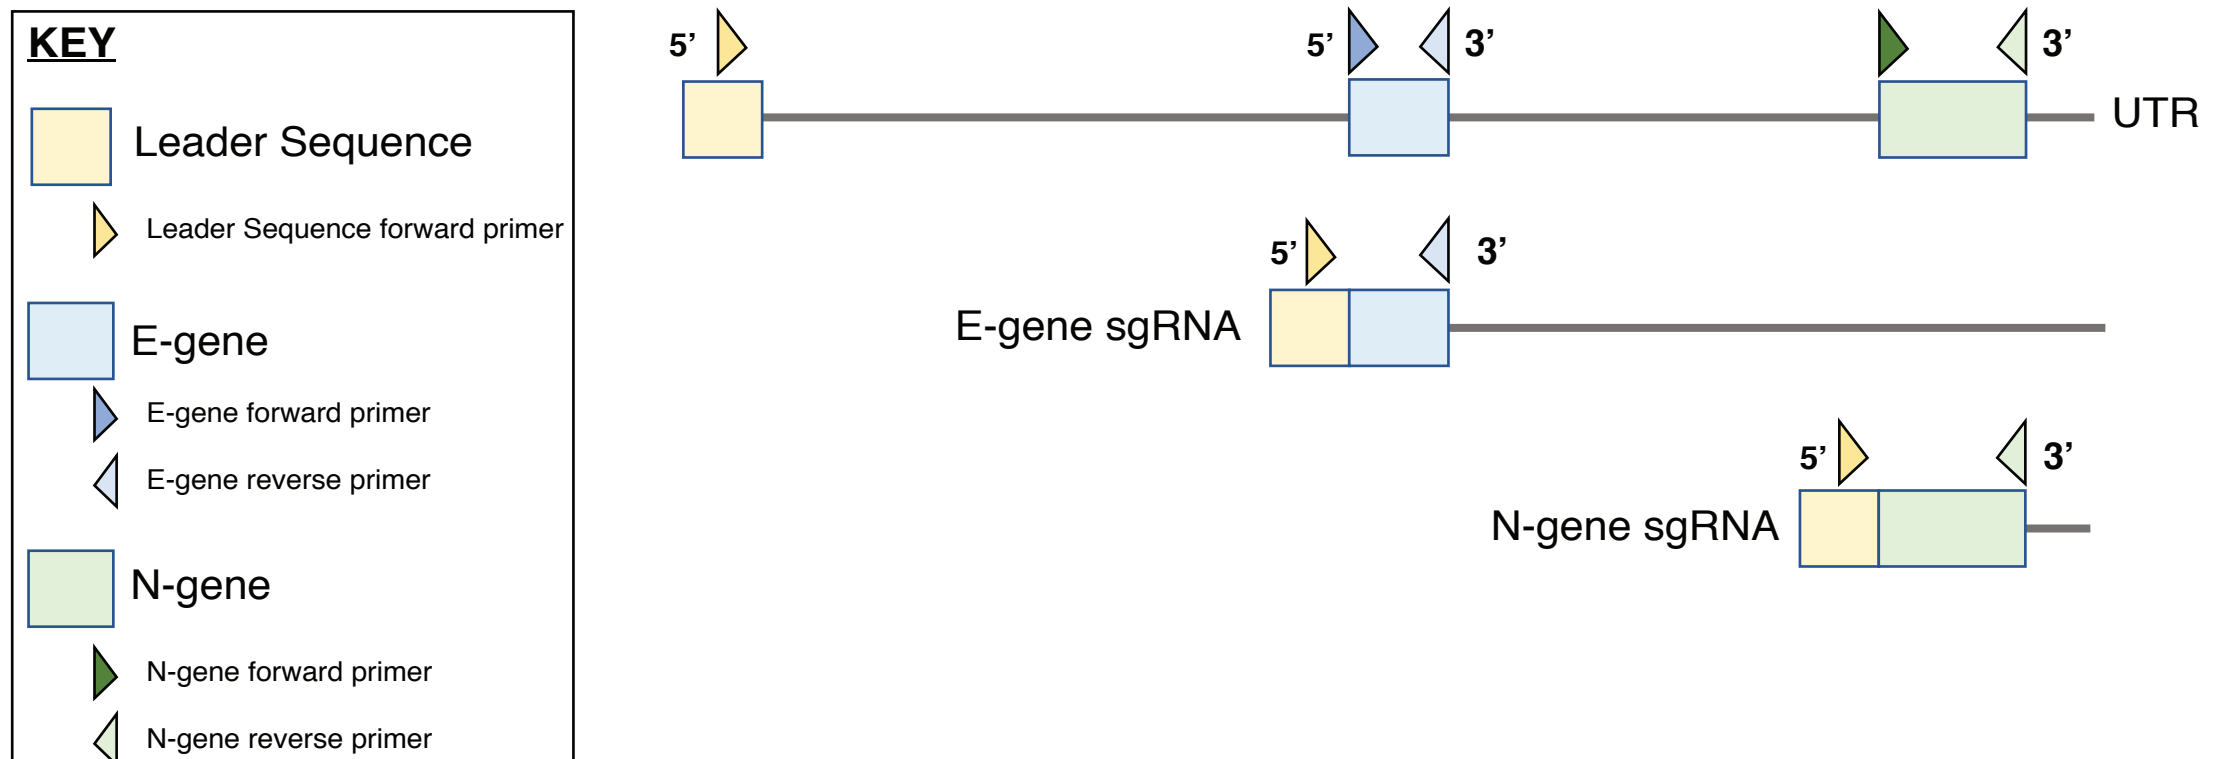 KEY
Leader Sequence
Leader Sequence forward primer
E-gene
E-gene forward primer
E-gene reverse primer
N-gene
N-gene forward primer
N-gene reverse primer
5’ 5’ 3’ 3’
UTR
5’ 3’
E-gene sgRNA
5’ 3’
N-gene sgRNA